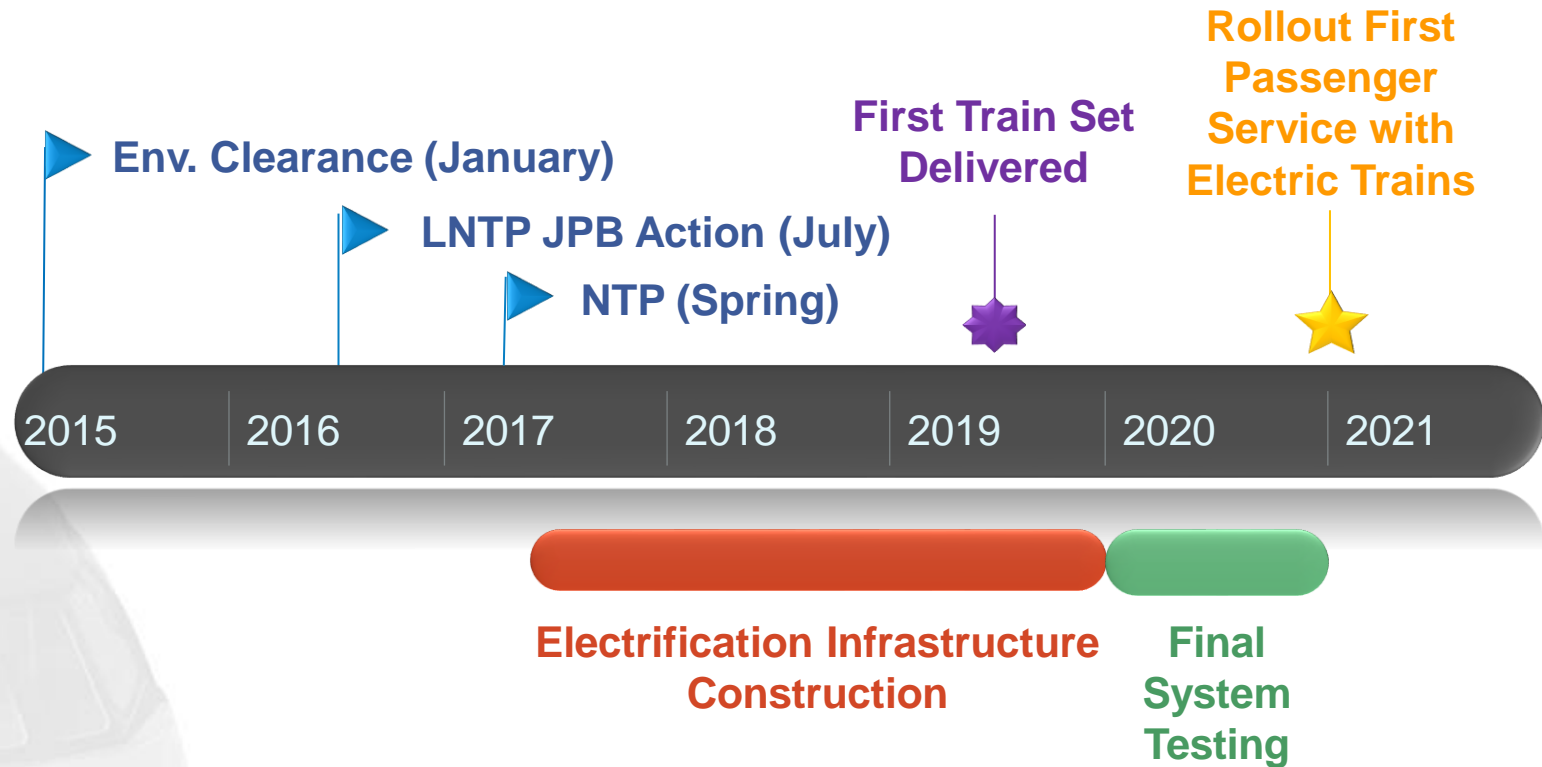 Rollout First
Passenger
Service with
Electric Trains
First Train Set
Delivered
Env. Clearance (January)
LNTP JPB Action (July)
NTP (Spring)
2015
2016
2017
2018
2019
2020
2021
Electrification Infrastructure
Construction
Final
System
Testing